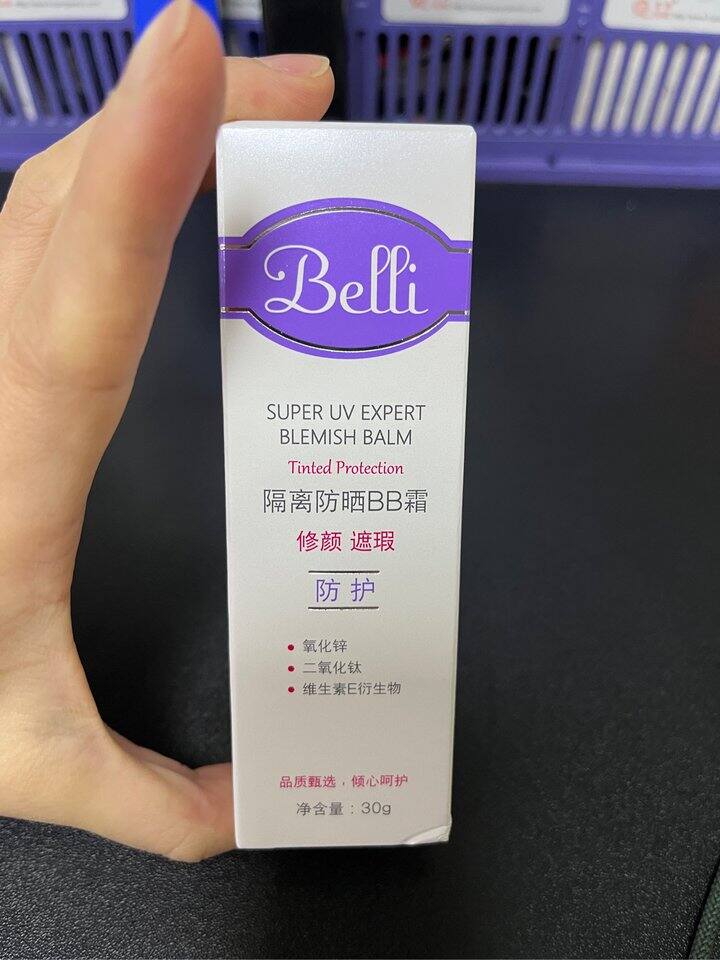 Belli
SUPER UV EXPERT
BLEMISH BALM
Tinted Protection
隔离防晒BB霜
修颜 遮瑕
防护
• 氧化锌
• 二氧化钛
• 维生素E衍生物
品质甄选，倾心呵护
净含量：30g